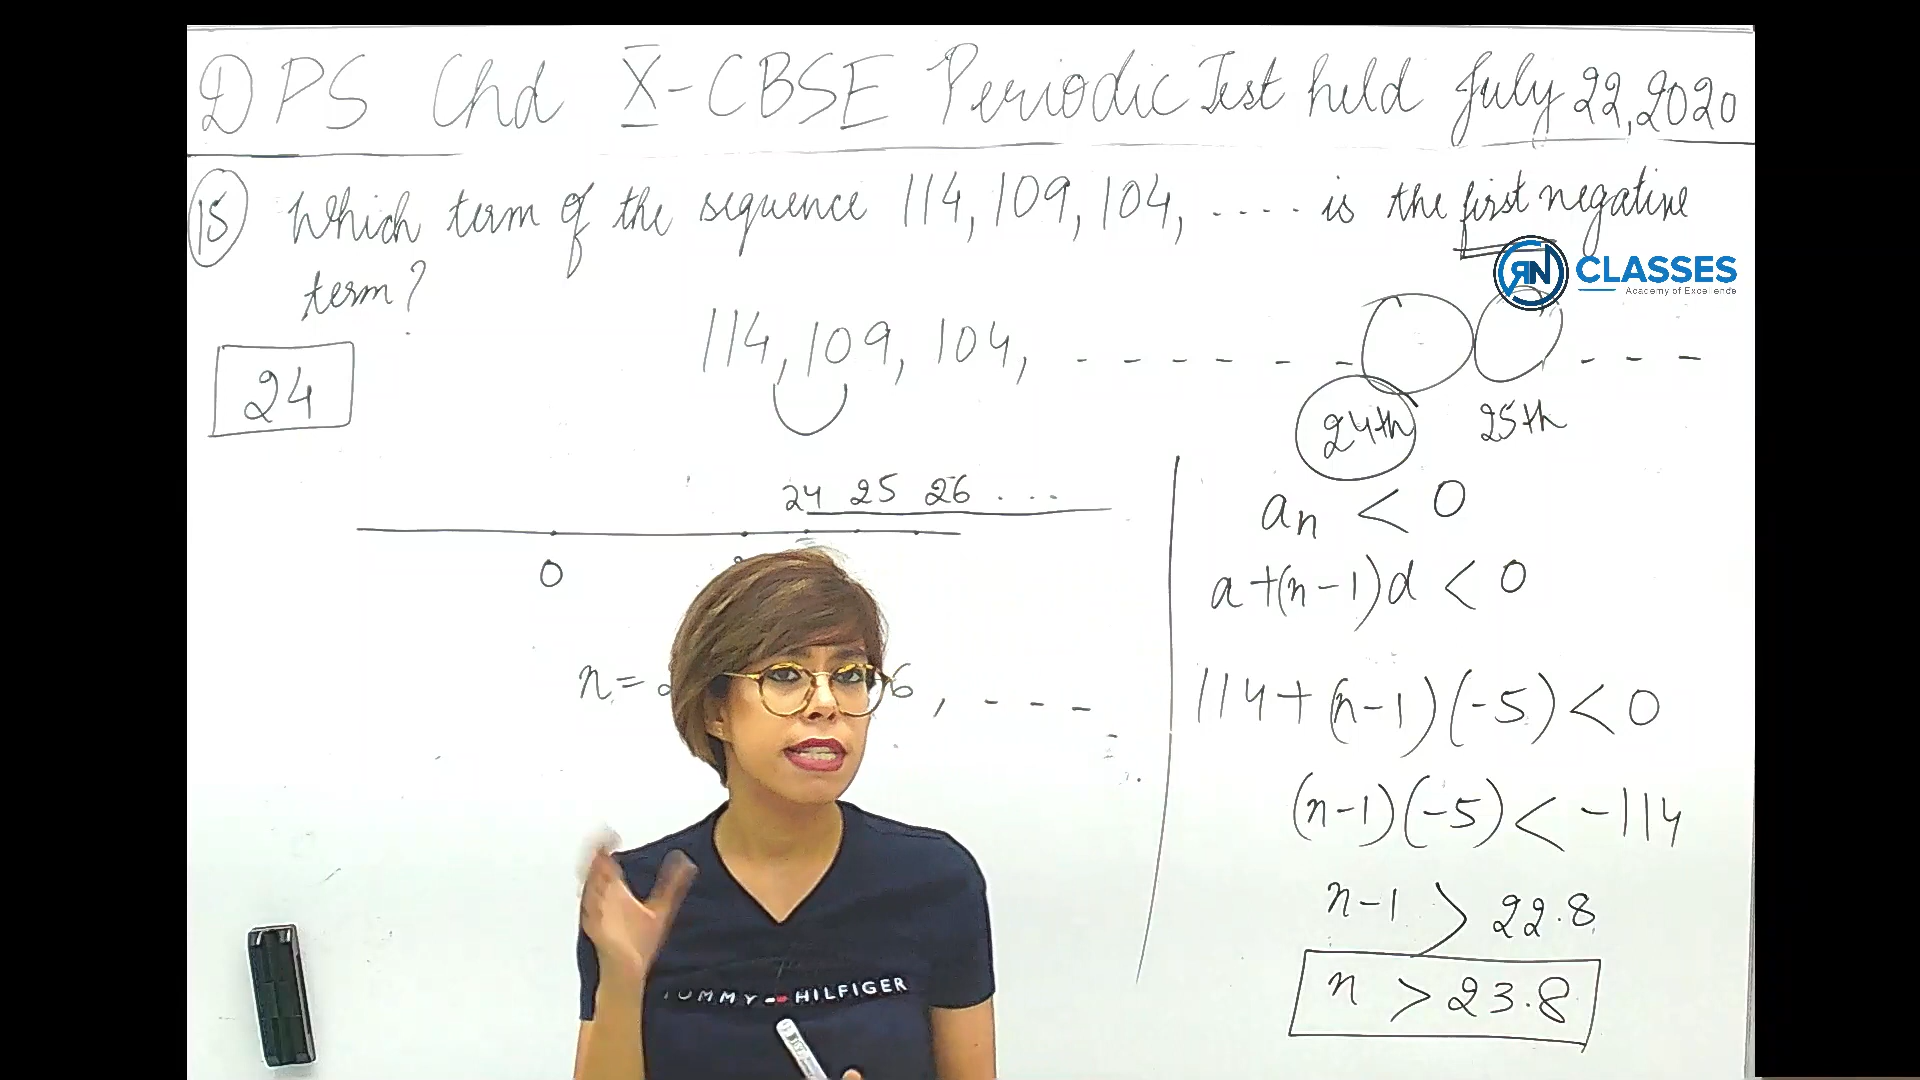 DPS Chd X-CBSE Periodic Test held July 22, 2020
15 Which term of the sequence 114, 109, 104, .... is the first negative
term?
RN CLASSES
Academy of Excellence
114, 109, 104, - - - - - - - - -
24
24th 25th
24 25 26 ...
0
n = 6, - - -
an < 0
a+(n-1)d < 0
114+(n-1)(-5)<0
(n-1)(-5)< -114
n-1 > 22.8
n > 23.8
TOMMY HILFIGER